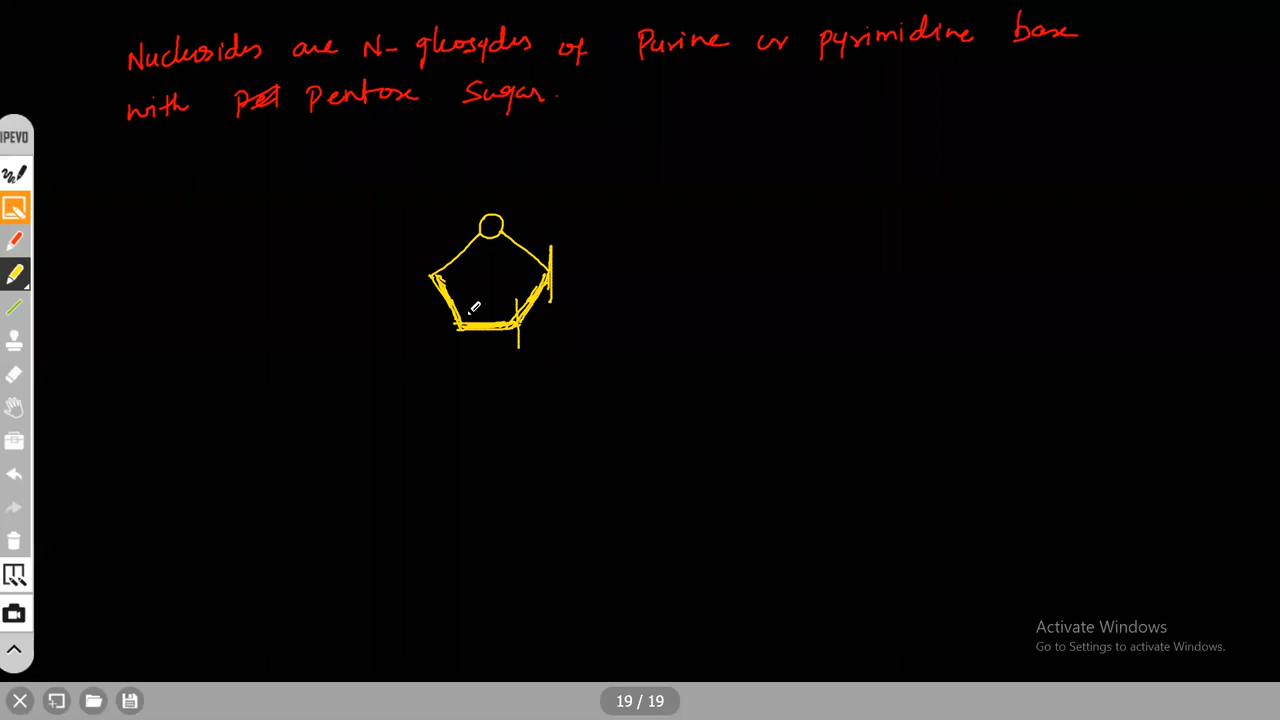 Nucleosides are N- glcosydes of Purine or pyrimidine base
with Pentose Sugar.
IPEVO
Activate Windows
Go to Settings to activate Windows.
19 / 19